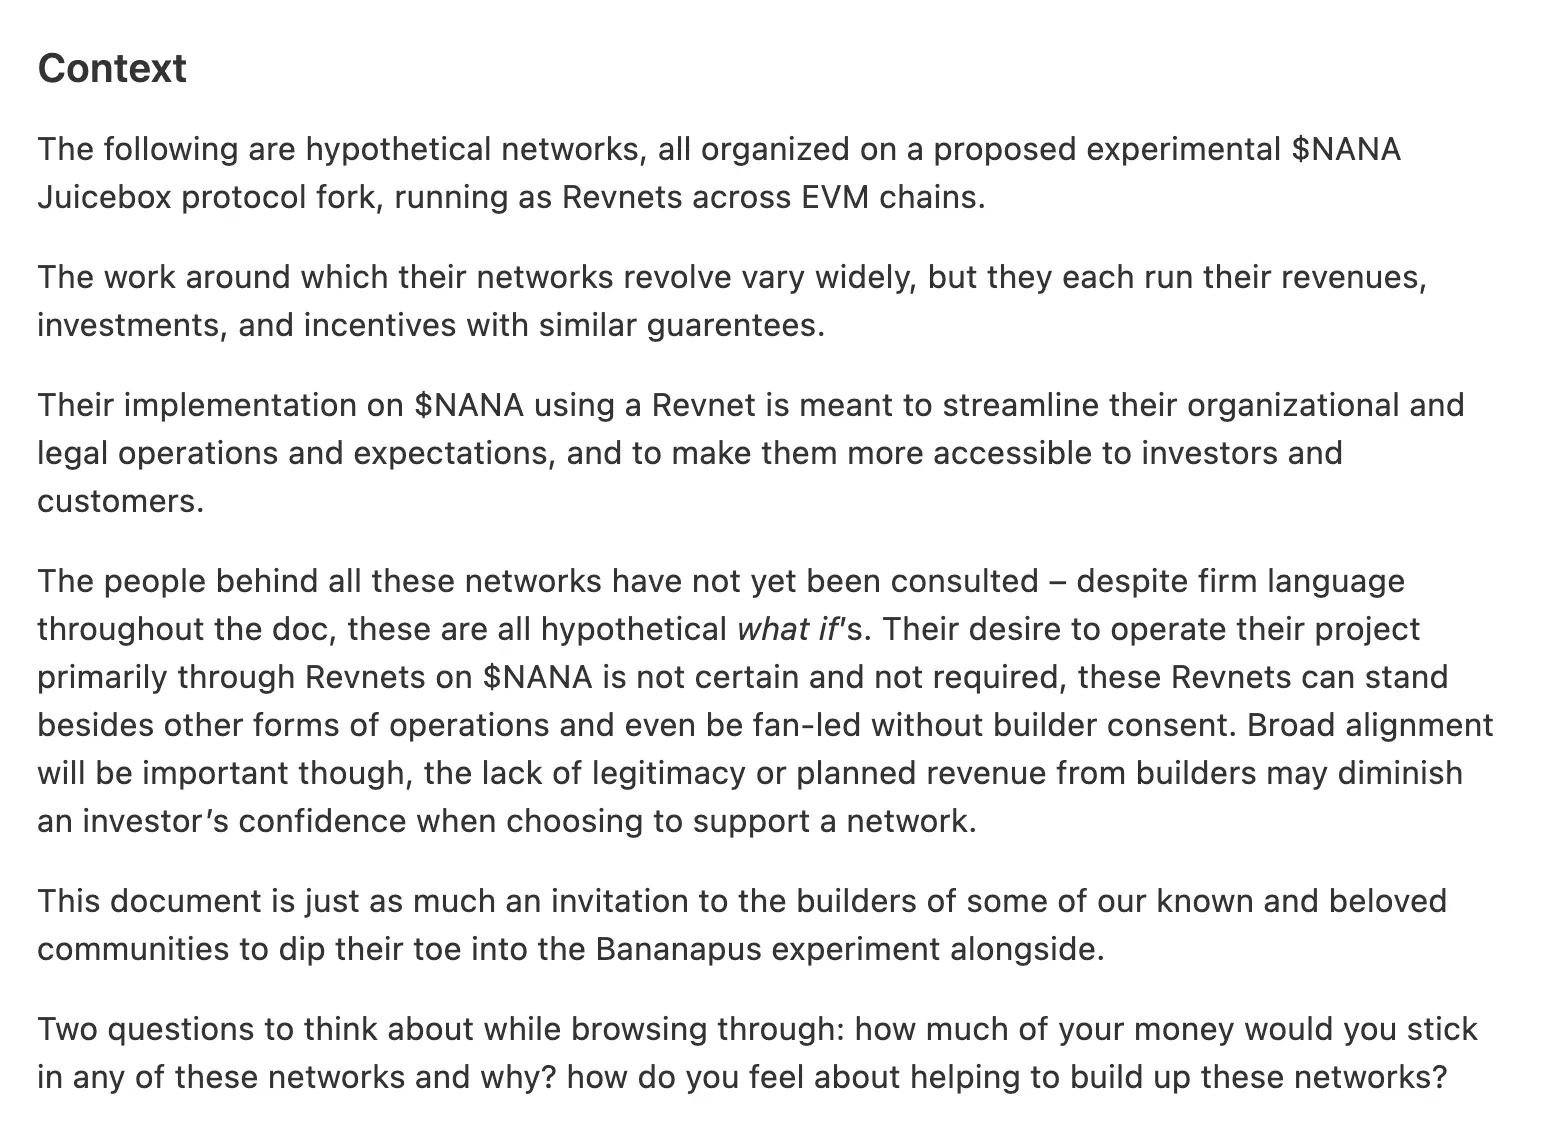 Context
The following are hypothetical networks, all organized on a proposed experimental $NANA
Juicebox protocol fork, running as Revnets across EVM chains.
The work around which their networks revolve vary widely, but they each run their revenues,
investments, and incentives with similar guarentees.
Their implementation on $NANA using a Revnet is meant to streamline their organizational and
legal operations and expectations, and to make them more accessible to investors and
customers.
The people behind all these networks have not yet been consulted – despite firm language
throughout the doc, these are all hypothetical what if's. Their desire to operate their project
primarily through Revnets on $NANA is not certain and not required, these Revnets can stand
besides other forms of operations and even be fan-led without builder consent. Broad alignment
will be important though, the lack of legitimacy or planned revenue from builders may diminish
an investor’s confidence when choosing to support a network.
This document is just as much an invitation to the builders of some of our known and beloved
communities to dip their toe into the Bananapus experiment alongside.
Two questions to think about while browsing through: how much of your money would you stick
in any of these networks and why? how do you feel about helping to build up these networks?